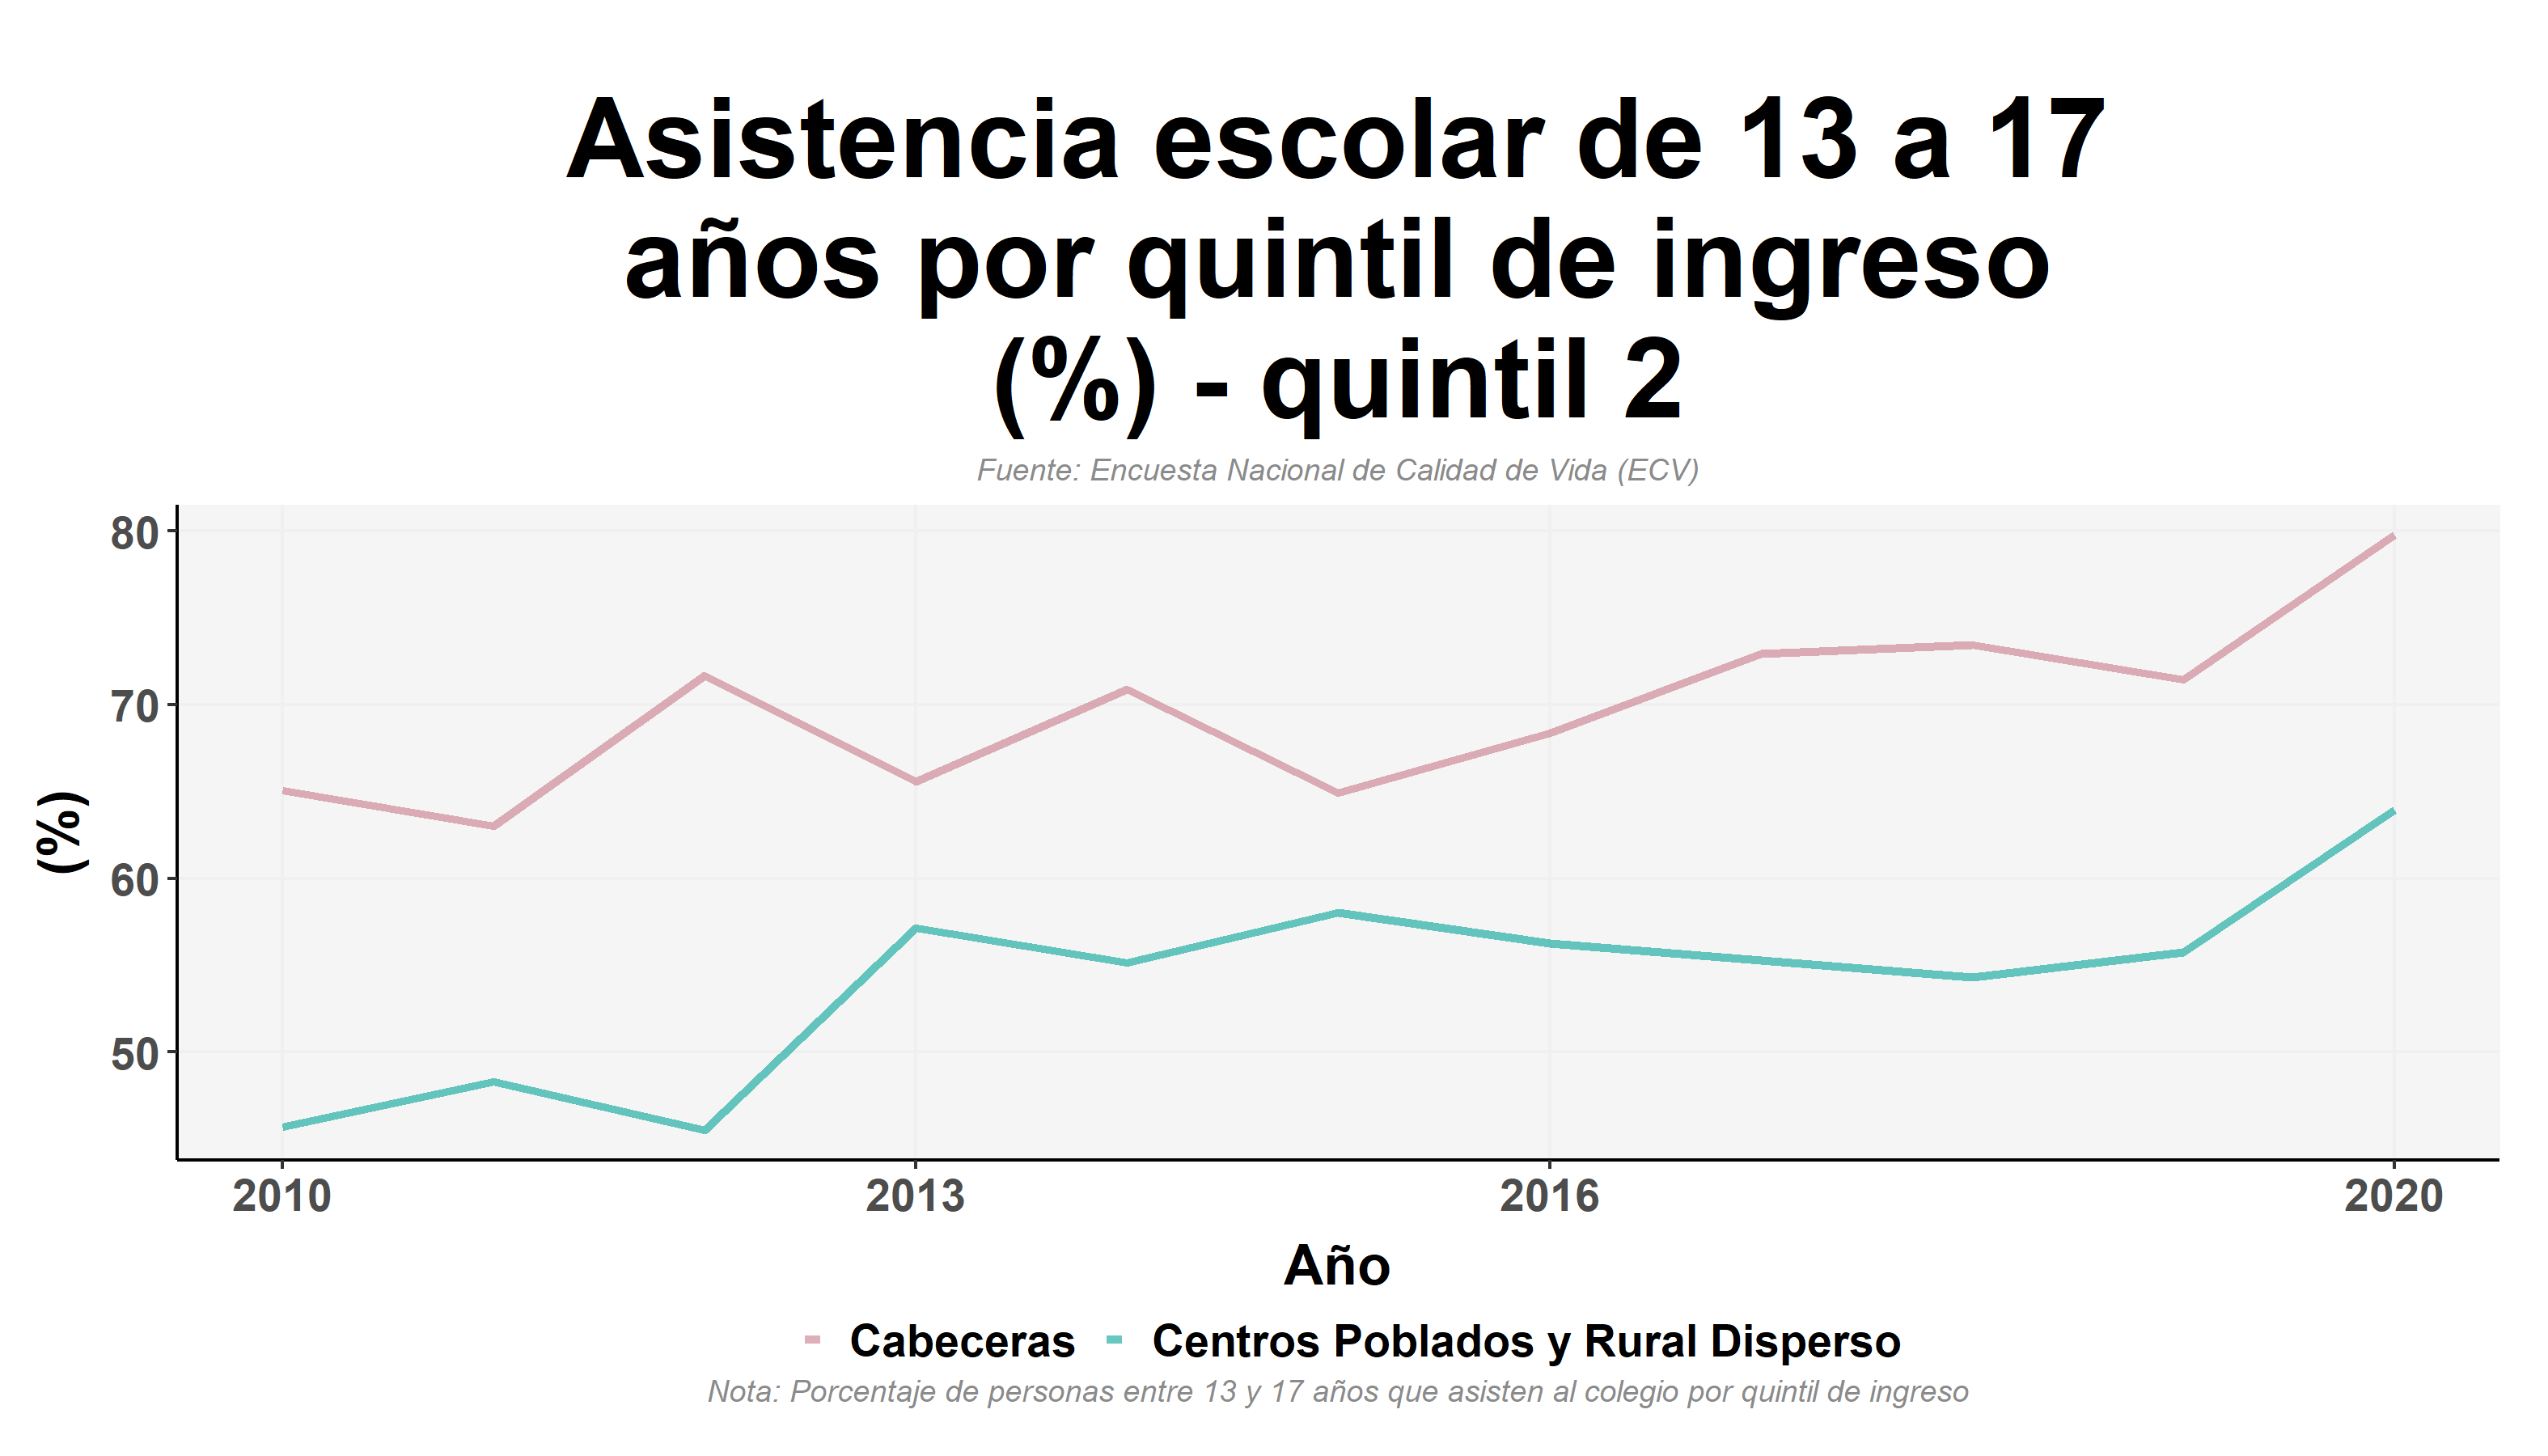 Asistencia escolar de 13 a 17
años por quintil de ingreso
(%) - quintil 2
Fuente: Encuesta Nacional de Calidad de Vida (ECV)
80
70
60
50
(%)
2010 2013 2016 2020
Año
Cabeceras Centros Poblados y Rural Disperso
Nota: Porcentaje de personas entre 13 y 17 años que asisten al colegio por quintil de ingreso